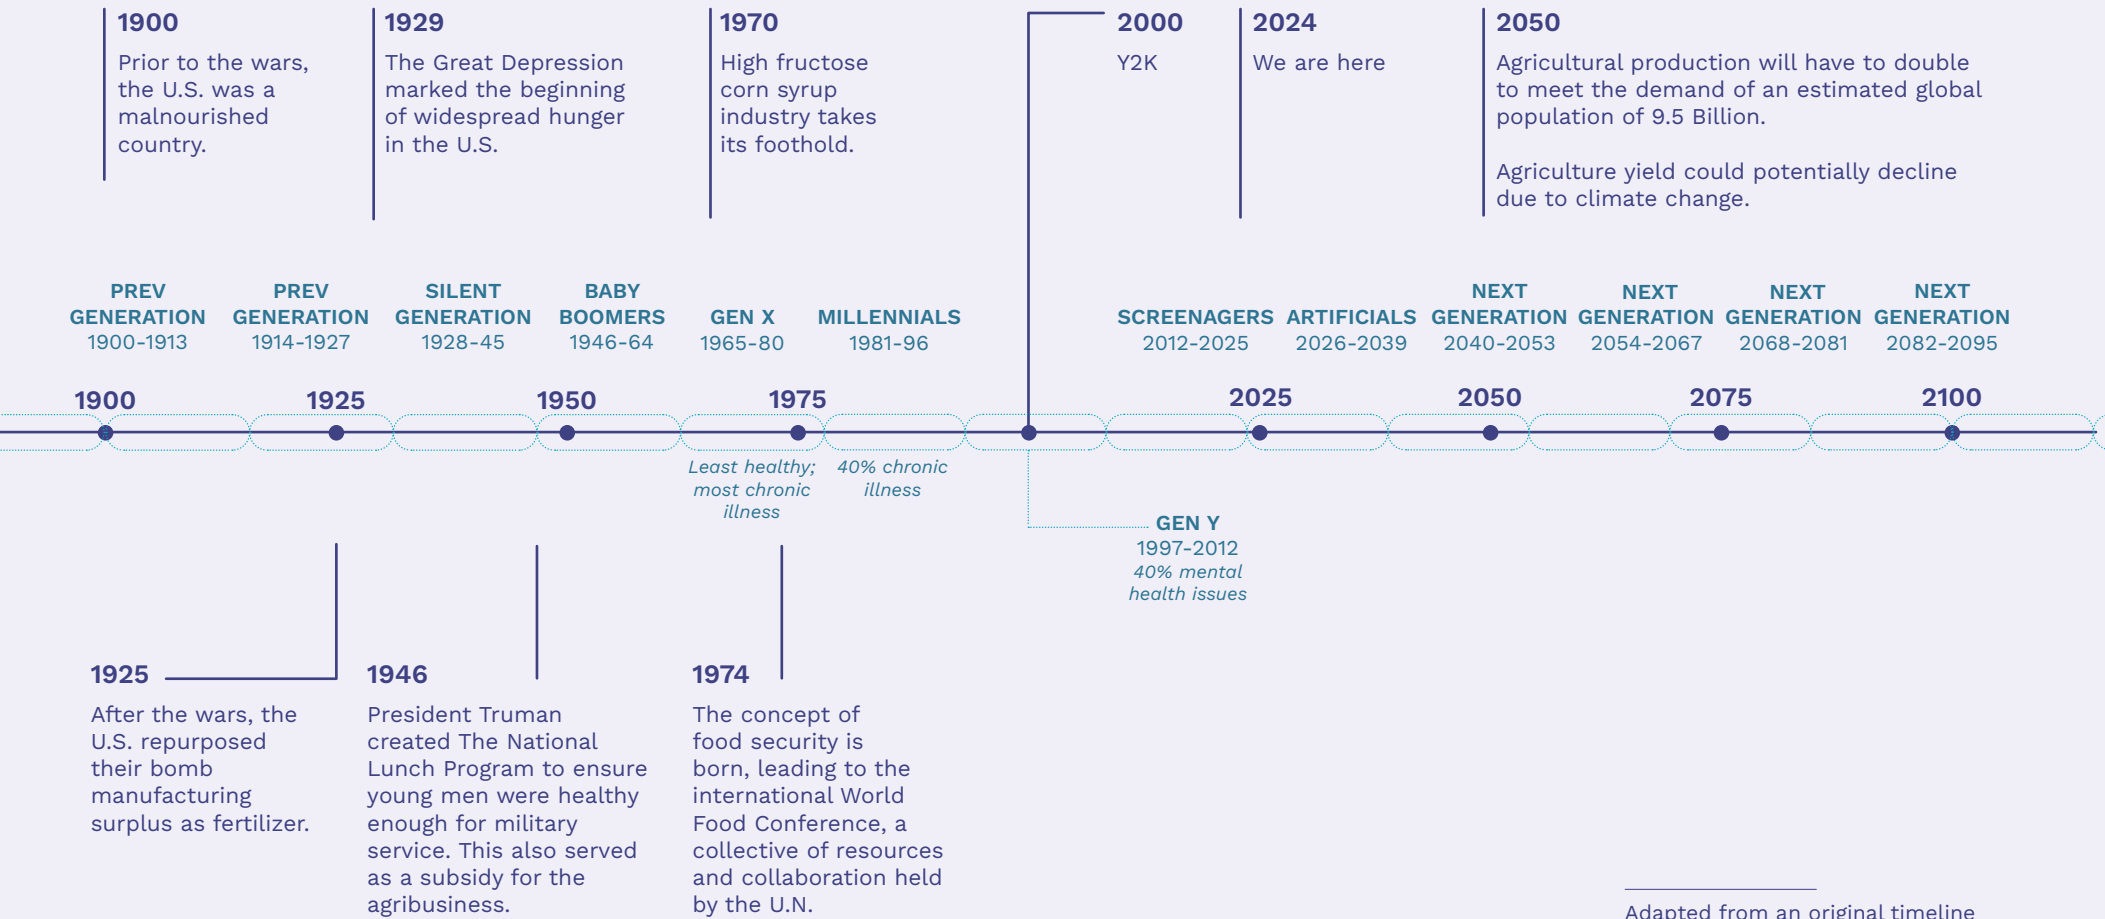 1900
Prior to the wars,
the U.S. was a
malnourished
country.
1929
The Great Depression
marked the beginning
of widespread hunger
in the U.S.
1970
High fructose
corn syrup
industry takes
its foothold.
2000
Y2K
2024
We are here
2050
Agricultural production will have to double
to meet the demand of an estimated global
population of 9.5 Billion.
Agriculture yield could potentially decline
due to climate change.
PREV
GENERATION
1900-1913
PREV
GENERATION
1914-1927
SILENT
GENERATION
1928-45
BABY
BOOMERS
1946-64
GEN X
1965-80
MILLENNIALS
1981-96
SCREENAGERS
2012-2025
ARTIFICIALS
2026-2039
NEXT
GENERATION
2040-2053
NEXT
GENERATION
2054-2067
NEXT
GENERATION
2068-2081
NEXT
GENERATION
2082-2095
1900
1925
1950
1975
2025
2050
2075
2100
Least healthy;
most chronic
illness
40% chronic
illness
GEN Y
1997-2012
40% mental
health issues
1925
After the wars, the
U.S. repurposed
their bomb
manufacturing
surplus as fertilizer.
1946
President Truman
created The National
Lunch Program to ensure
young men were healthy
enough for military
service. This also served
as a subsidy for the
agribusiness.
1974
The concept of
food security is
born, leading to the
international World
Food Conference, a
collective of resources
and collaboration held
by the U.N.
Adapted from an original timeline